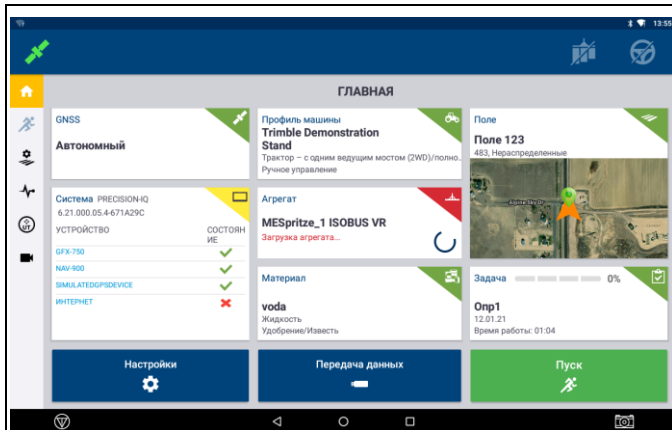 13:55
ГЛАВНАЯ
GNSS
Автономный
Профиль машины
Trimble Demonstration
Stand
Трактор – с одним ведущим мостом (2WD)/полно...
Ручное управление
Поле
Поле 123
483, Нераспределенные
Система PRECISION-IQ
6.21.000.05.4-671A29C
УСТРОЙСТВО
СОСТОЯН
ИЕ
GFX-750
NAV-900
SIMULATEDGPSDEVICE
ИНТЕРНЕТ
Агрегат
MESpritze_1 ISOBUS VR
Загрузка агрегата...
Материал
voda
Жидкость
Удобрение/Известь
Задача 0%
Опр1
12.01.21
Время работы: 01:04
Настройки
Передача данных
Пуск